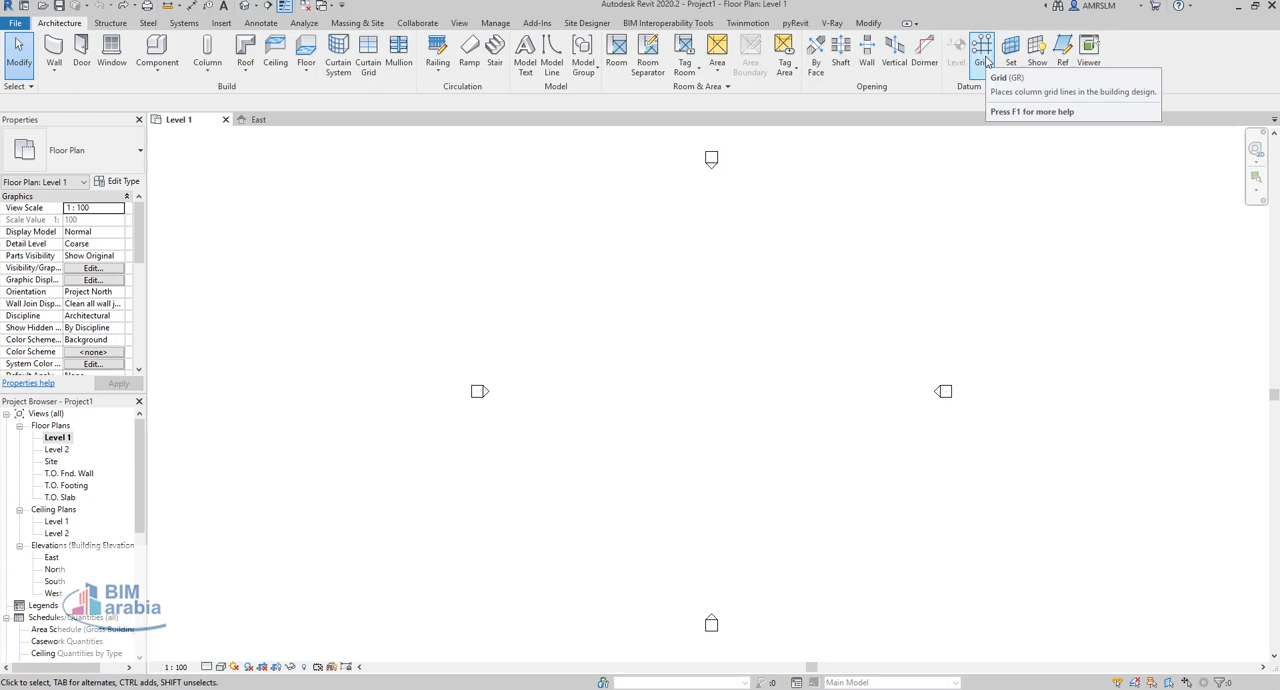 Autodesk Revit 2020.2 - Project1 - Floor Plan: Level 1
AMRSLM
File Architecture Structure Steel Systems Insert Annotate Analyze Massing & Site Collaborate View Manage Add-Ins Site Designer BIM Interoperability Tools Twinmotion pyRevit V-Ray Modify
Modify Wall Door Window Component Column Roof Ceiling Floor Curtain System Curtain Grid Mullion Railing Ramp Stair Model Text Model Line Model Group Room Room Separator Tag Room Area Area Boundary Tag Area By Face Shaft Wall Vertical Dormer Level Grid Set Show Ref Viewer
Select Build Circulation Model Room & Area Opening Datum
Grid (GR)
Places column grid lines in the building design.
Press F1 for more help
Properties
Level 1
East
Floor Plan
Floor Plan: Level 1
Edit Type
Graphics
View Scale 1 : 100
Scale Value 1: 100
Display Model Normal
Detail Level Coarse
Parts Visibility Show Original
Visibility/Grap... Edit...
Graphic Displ... Edit...
Orientation Project North
Wall Join Disp... Clean all wall j...
Discipline Architectural
Show Hidden ... By Discipline
Color Scheme... Background
Color Scheme <none>
System Color ... Edit...
Properties help
Apply
Project Browser - Project1
Views (all)
Floor Plans
Level 1
Level 2
Site
T.O. Fnd. Wall
T.O. Footing
T.O. Slab
Ceiling Plans
Level 1
Level 2
Elevations (Building Elevation
East
North
South
West
Legends
Schedules/Quantities (all)
Area Schedule (Gross Building
Casework Quantities
Ceiling Quantities by Type
BIM
arabia
1 : 100
Click to select, TAB for alternates, CTRL adds, SHIFT unselects.
:0
Main Model
:0